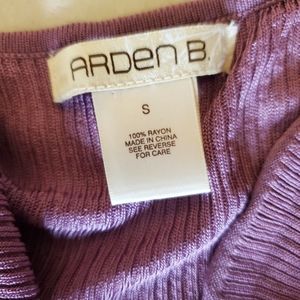 ARDEN B.
S
100% RAYON
MADE IN CHINA
SEE REVERSE
FOR CARE